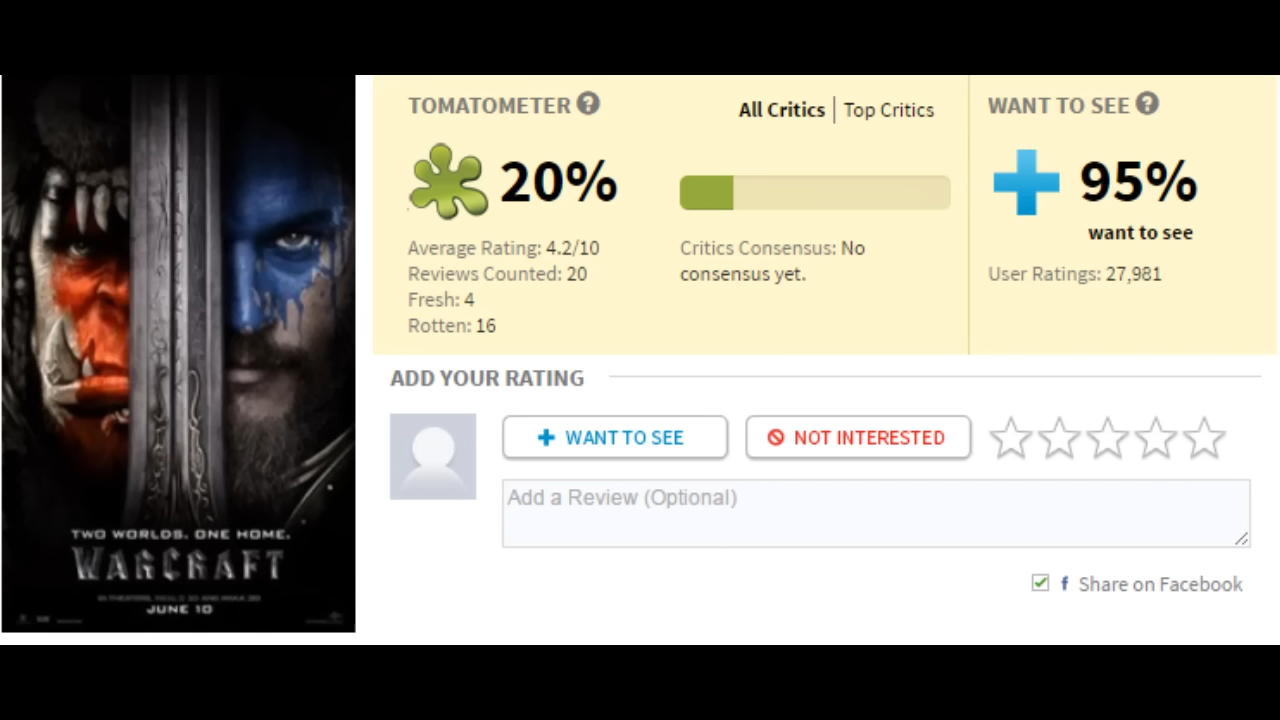 TWO WORLDS. ONE HOME.
WARCRAFT
JUNE 10
TOMATOMETER ?
All Critics | Top Critics
20%
Average Rating: 4.2/10
Reviews Counted: 20
Fresh: 4
Rotten: 16
Critics Consensus: No
consensus yet.
WANT TO SEE ?
95%
want to see
User Ratings: 27,981
ADD YOUR RATING
WANT TO SEE
NOT INTERESTED
Add a Review (Optional)
f Share on Facebook